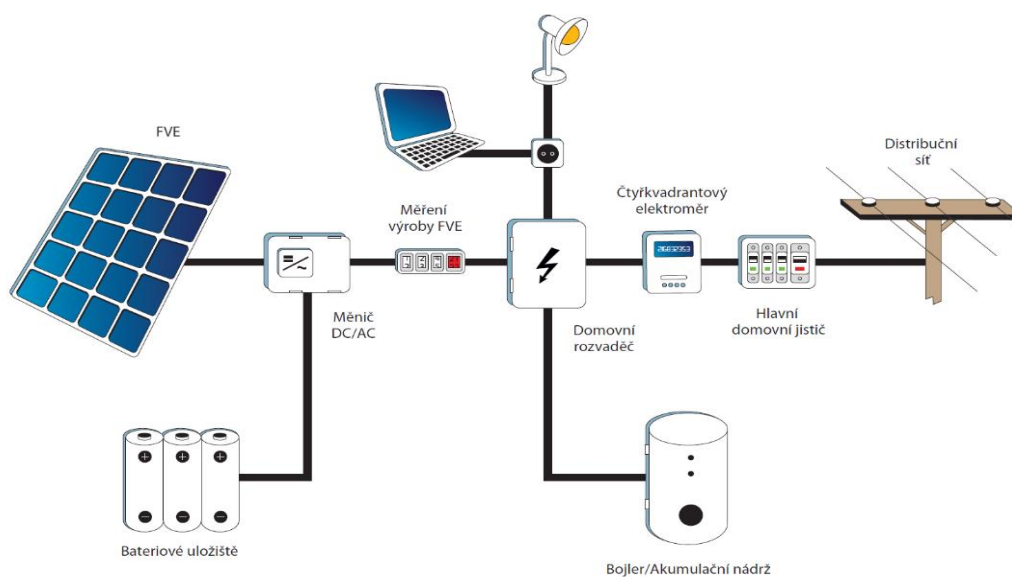 FVE
Měření
výroby FVE
Čtyřkvadrantový
elektroměr
Distribuční
síť
Měnič
DC/AC
Domovní
rozvaděč
Hlavní
domovní jistič
Bateriové uložiště
Bojler/Akumulační nádrž